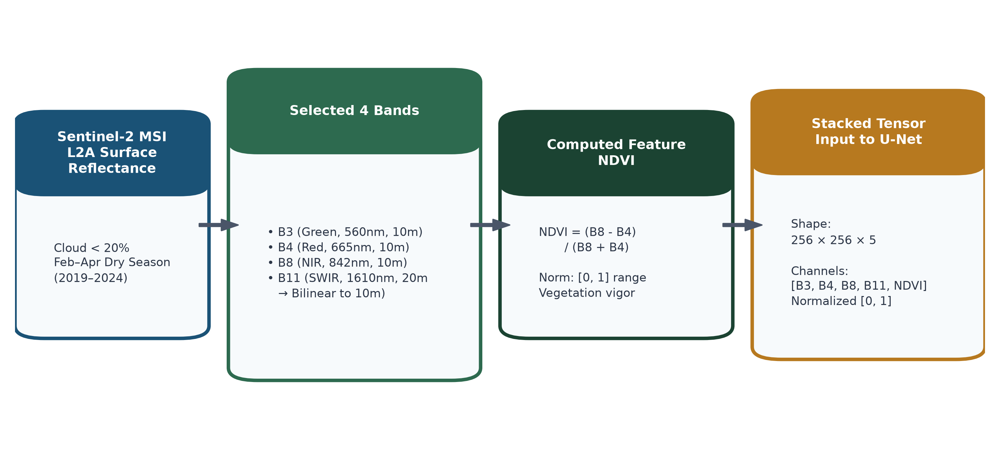 Sentinel-2 MSI
L2A Surface
Reflectance
Cloud < 20%
Feb–Apr Dry Season
(2019–2024)
Selected 4 Bands
• B3 (Green, 560nm, 10m)
• B4 (Red, 665nm, 10m)
• B8 (NIR, 842nm, 10m)
• B11 (SWIR, 1610nm, 20m
→ Bilinear to 10m)
Computed Feature
NDVI
NDVI = (B8 - B4)
/ (B8 + B4)
Norm: [0, 1] range
Vegetation vigor
Stacked Tensor
Input to U-Net
Shape:
256 × 256 × 5
Channels:
[B3, B4, B8, B11, NDVI]
Normalized [0, 1]